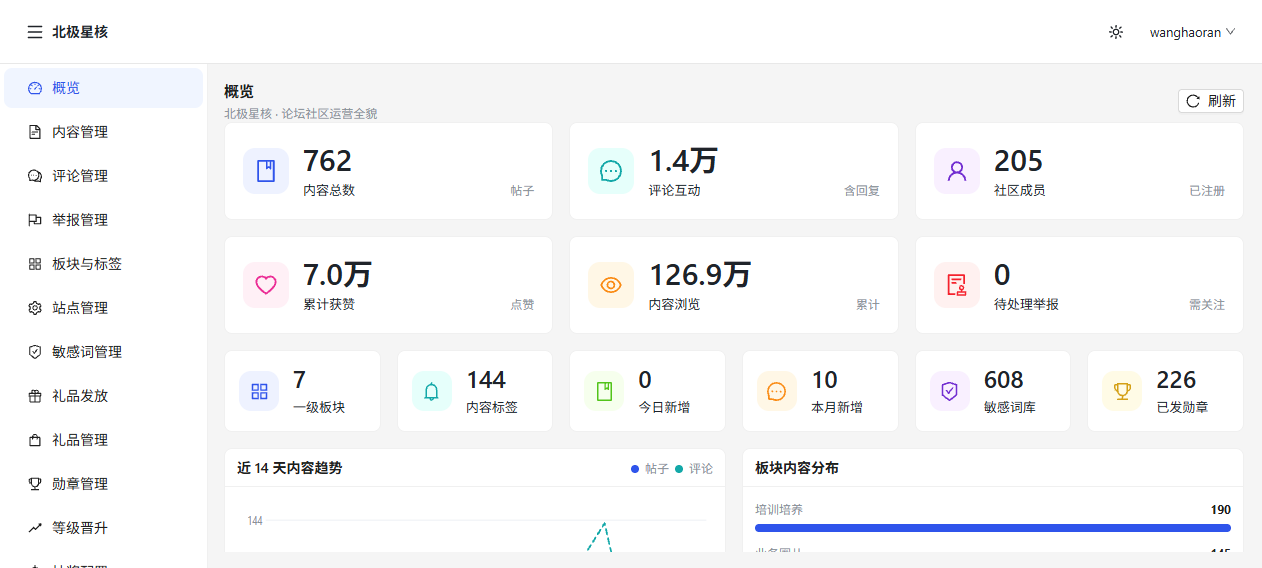 北极星核
wanghaoran
概览
内容管理
评论管理
举报管理
板块与标签
站点管理
敏感词管理
礼品发放
礼品管理
勋章管理
等级晋升
概览
北极星核 · 论坛社区运营全貌
刷新
762
内容总数
帖子
1.4万
评论互动
含回复
205
社区成员
已注册
7.0万
累计获赞
点赞
126.9万
内容浏览
累计
0
待处理举报
需关注
7
一级板块
144
内容标签
0
今日新增
10
本月新增
608
敏感词库
226
已发勋章
近 14 天内容趋势
帖子
评论
144
板块内容分布
培训培养
190